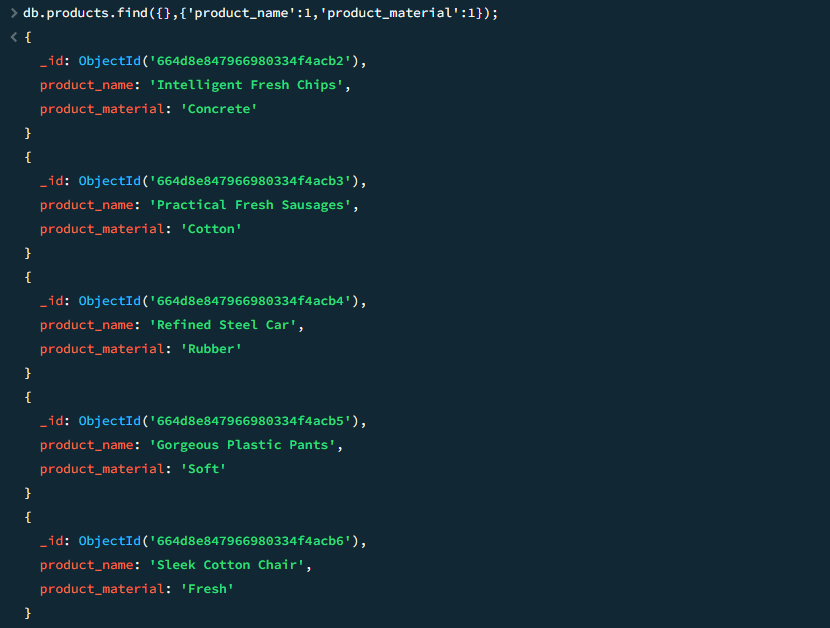 > db.products.find({},{'product_name':1,'product_material':1});
< {
_id: ObjectId('664d8e847966980334f4acb2'),
product_name: 'Intelligent Fresh Chips',
product_material: 'Concrete'
}
{
_id: ObjectId('664d8e847966980334f4acb3'),
product_name: 'Practical Fresh Sausages',
product_material: 'Cotton'
}
{
_id: ObjectId('664d8e847966980334f4acb4'),
product_name: 'Refined Steel Car',
product_material: 'Rubber'
}
{
_id: ObjectId('664d8e847966980334f4acb5'),
product_name: 'Gorgeous Plastic Pants',
product_material: 'Soft'
}
{
_id: ObjectId('664d8e847966980334f4acb6'),
product_name: 'Sleek Cotton Chair',
product_material: 'Fresh'
}